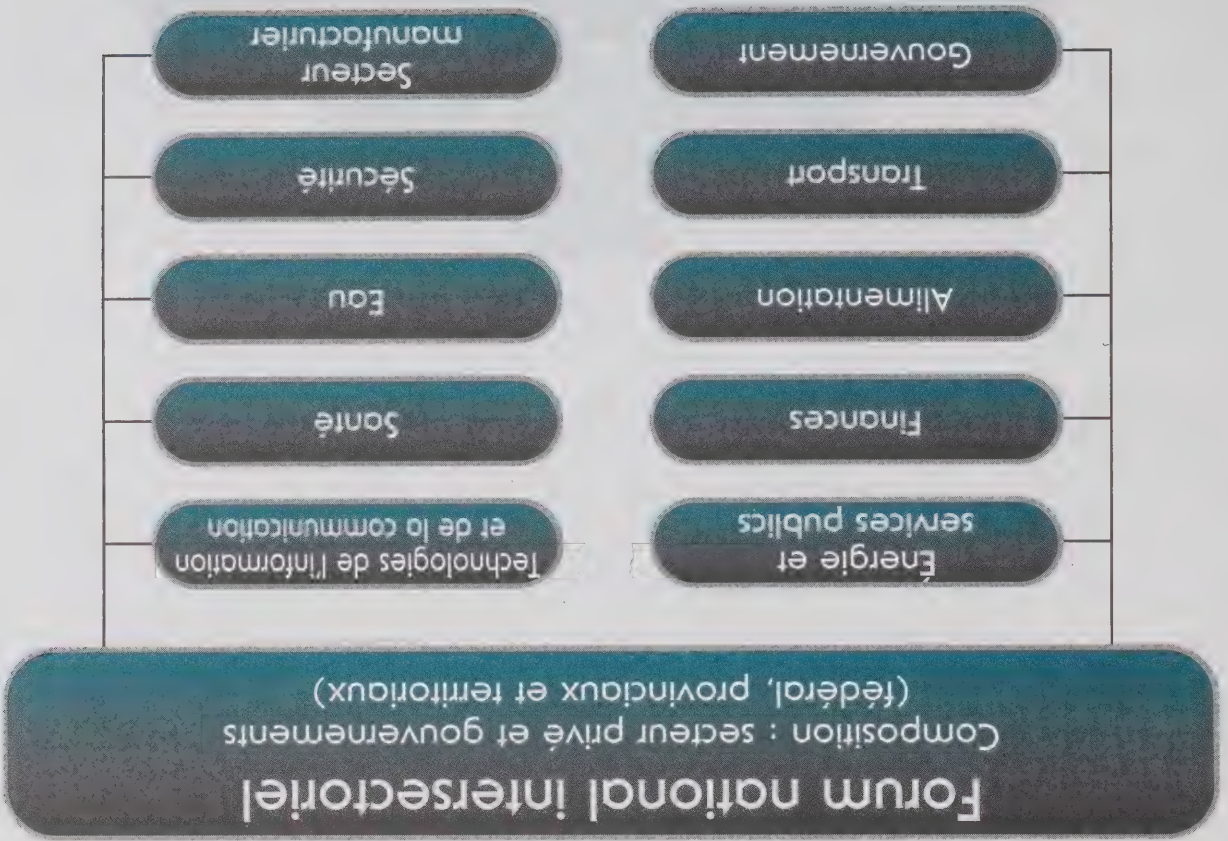 Forum national intersectoriel
Composition : secteur privé et gouvernements
(fédéral, provinciaux et territoriaux)
Énergie et
services publics
Technologies de l'information
et de la communication
Finances
Santé
Alimentation
Eau
Transport
Sécurité
Gouvernement
Secteur
manufacturier